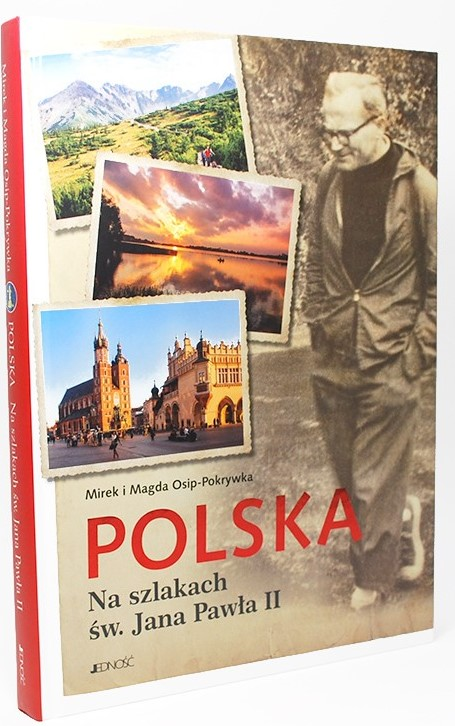 Mirek i Magda Osip-Pokrywka
POLSKA
Na szlakach
św. Jana Pawła II
JEDNOŚĆ
Mirek i Magda Osip-Pokrywka POLSKA Na szlakach św. Jana Pawła II JEDNOŚĆ